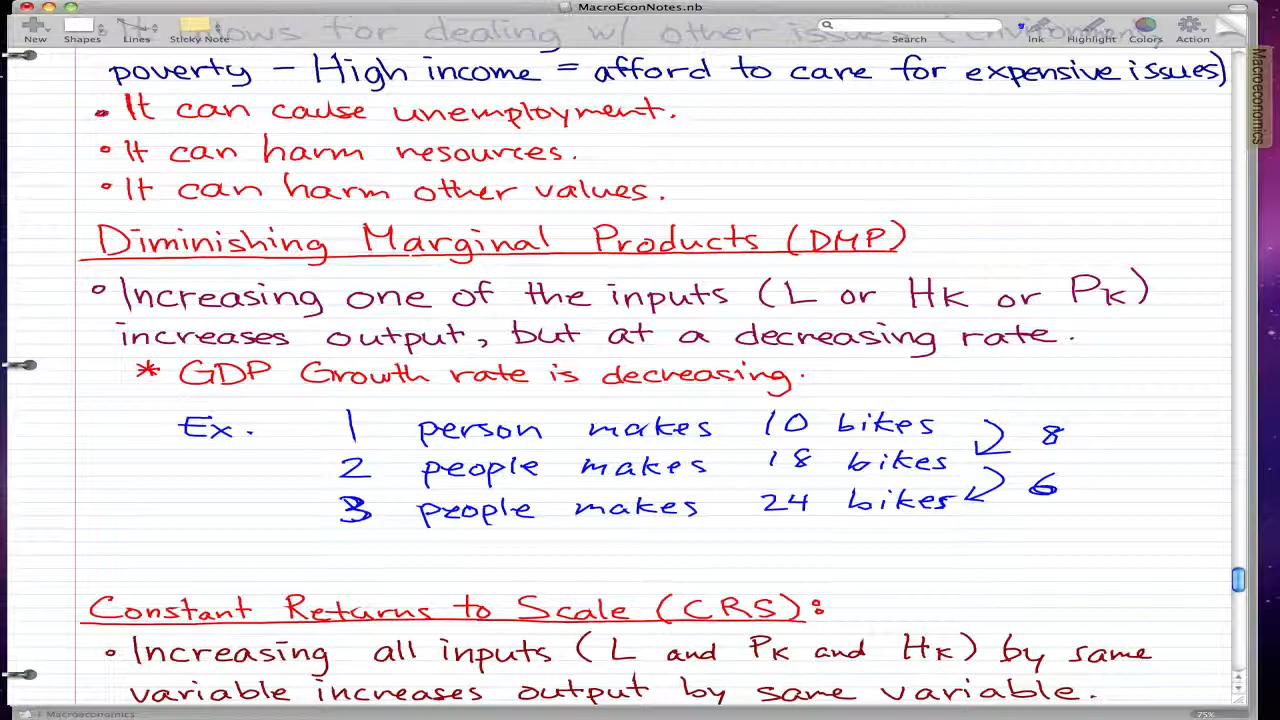 MacroEconNotes.nb
New Shapes Lines Sticky Note Search Ink Highlight Colors Action
for dealing w/ other
poverty - High income = afford to care for expensive issues)
Macroeconomics
• It can cause unemployment.
• It can harm resources.
• It can harm other values.
Diminishing Marginal Products (DMP)
• Increasing one of the inputs (L or HK or PK)
increases output, but at a decreasing rate.
* GDP Growth rate is decreasing.
Ex. 1 person makes 10 bikes
8
2 people makes 18 bikes
6
3 people makes 24 bikes
Constant Returns to Scale (CRS):
• Increasing all inputs (L and PK and HK) by same
variable increases output by same variable.
Macroeconomics
75%